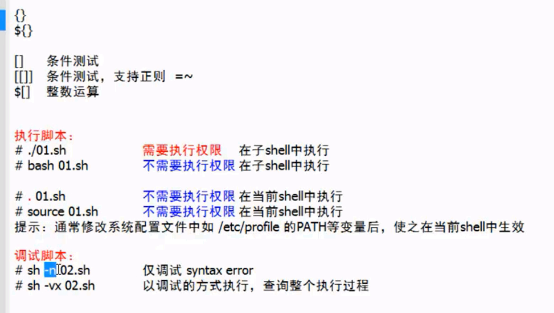 {}
${}
[] 条件测试
[[]] 条件测试，支持正则 =~
$[] 整数运算
执行脚本：
# ./01.sh 需要执行权限 在子shell中执行
# bash 01.sh 不需要执行权限 在子shell中执行
# . 01.sh 不需要执行权限 在当前shell中执行
# source 01.sh 不需要执行权限 在当前shell中执行
提示：通常修改系统配置文件中如 /etc/profile 的PATH等变量后，使之在当前shell中生效
调试脚本：
# sh -n 02.sh 仅调试 syntax error
# sh -vx 02.sh 以调试的方式执行，查询整个执行过程